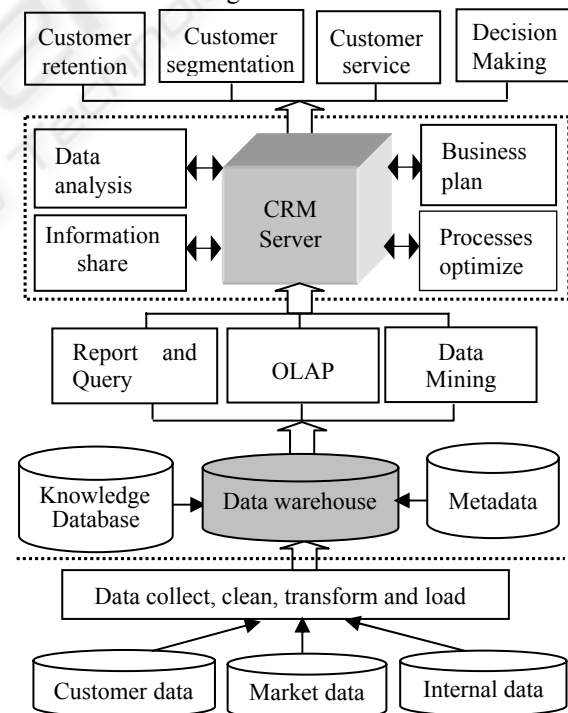 Customer
retention
Customer
segmentation
Customer
service
Decision
Making
Data
analysis
Information
share
CRM
Server
Business
plan
Processes
optimize
Report and
Query
OLAP
Data
Mining
Knowledge
Database
Data warehouse
Metadata
Data collect, clean, transform and load
Customer data
Market data
Internal data